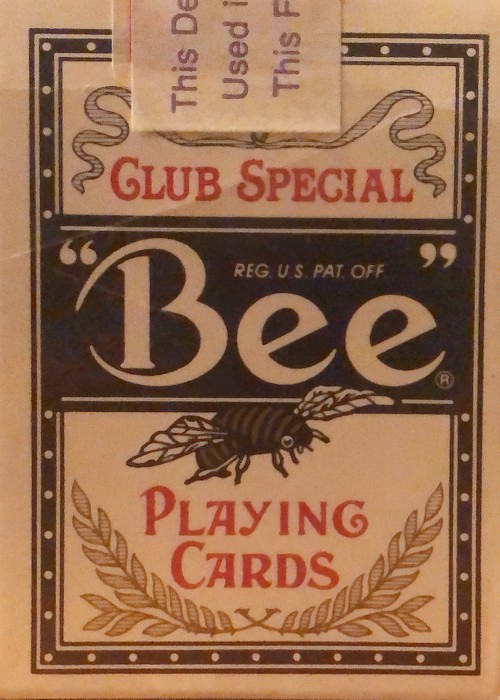 This De
Used i
This F
CLUB SPECIAL
REG. U.S. PAT. OFF.
“Bee” ®
PLAYING
CARDS